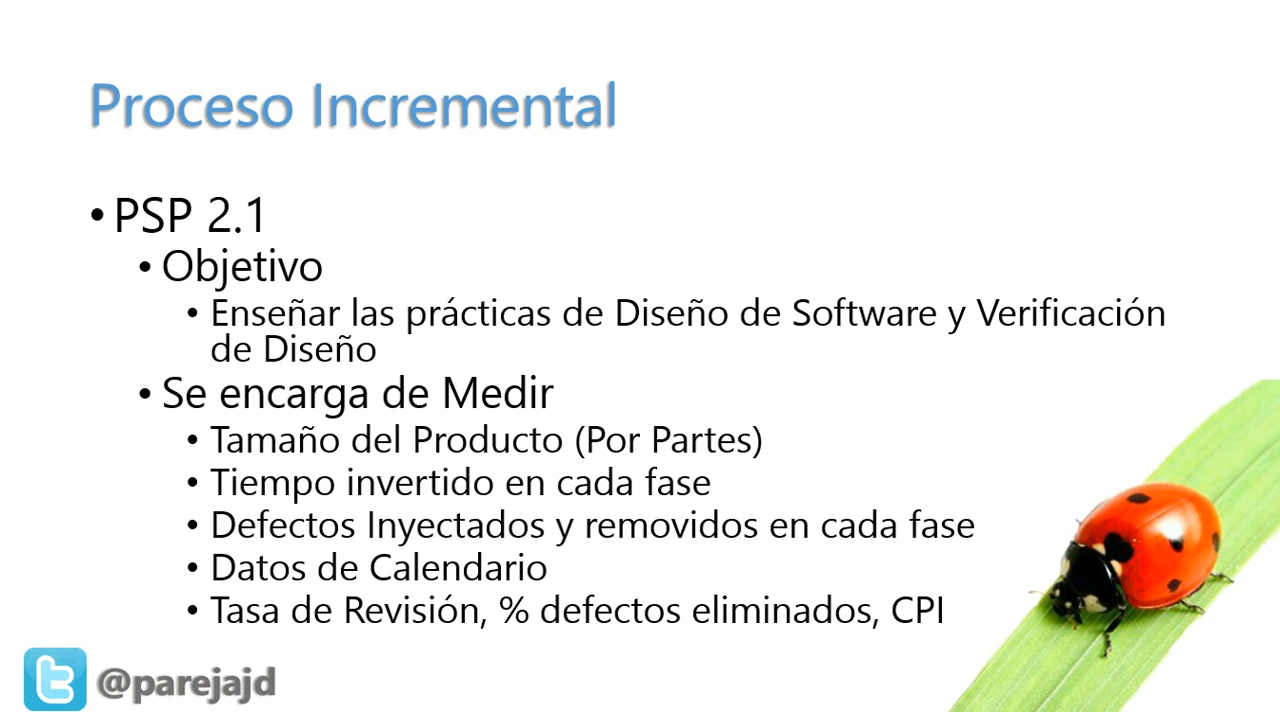 Proceso Incremental
• PSP 2.1
• Objetivo
• Enseñar las prácticas de Diseño de Software y Verificación
de Diseño
• Se encarga de Medir
• Tamaño del Producto (Por Partes)
• Tiempo invertido en cada fase
• Defectos Inyectados y removidos en cada fase
• Datos de Calendario
• Tasa de Revisión, % defectos eliminados, CPI
@parejajd